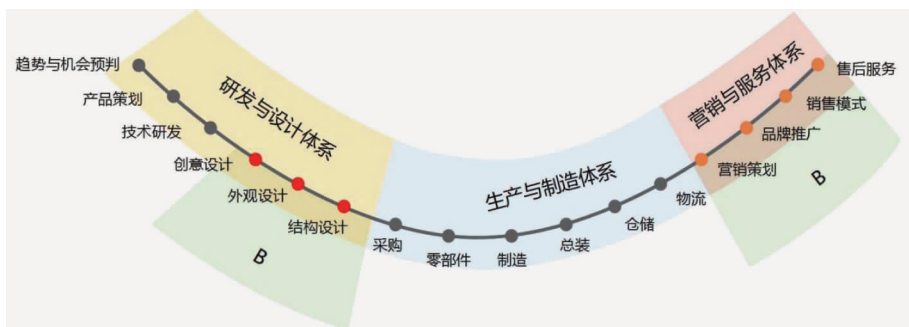 趋势与机会预判
产品策划
技术研发
创意设计
外观设计
结构设计
研发与设计体系
B
采购
零部件
制造
总装
仓储
物流
生产与制造体系
营销与服务体系
营销策划
品牌推广
销售模式
售后服务
B